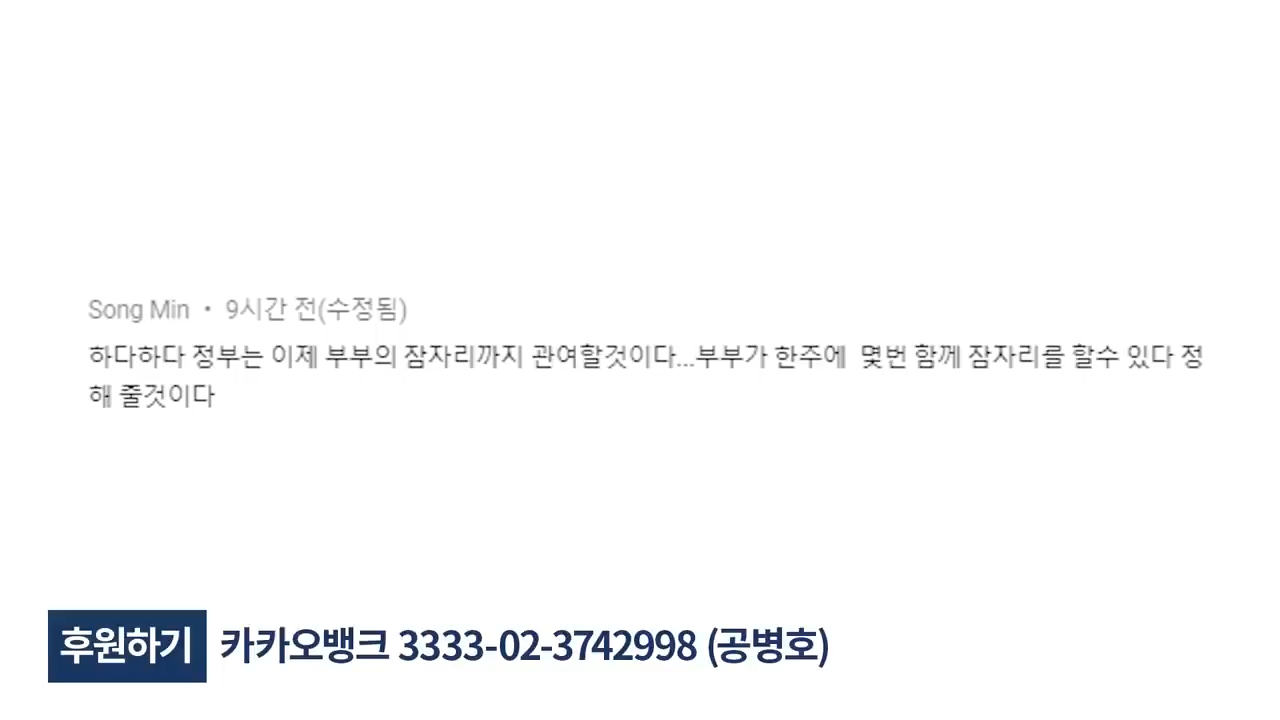 Song Min • 9시간 전(수정됨)
하다하다 정부는 이제 부부의 잠자리까지 관여할것이다...부부가 한주에 몇번 함께 잠자리를 할수 있다 정
해 줄것이다
후원하기 카카오뱅크 3333-02-3742998 (공병호)